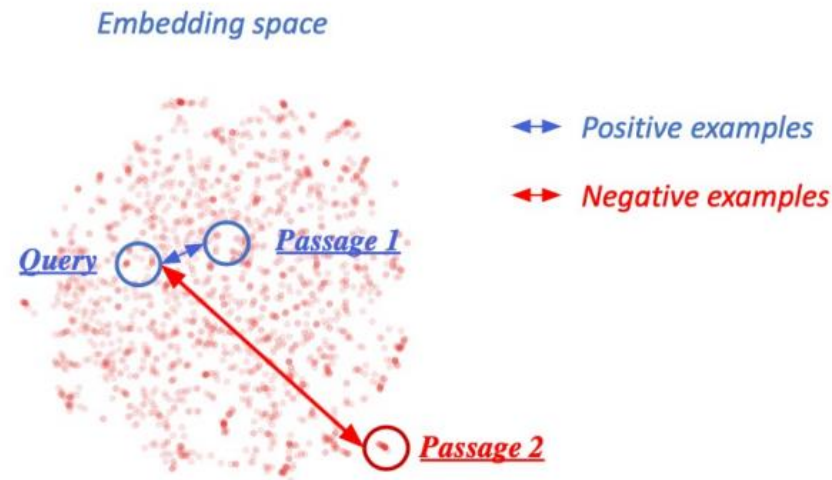 Embedding space
Positive examples
Negative examples
Passage 1
Query
Passage 2